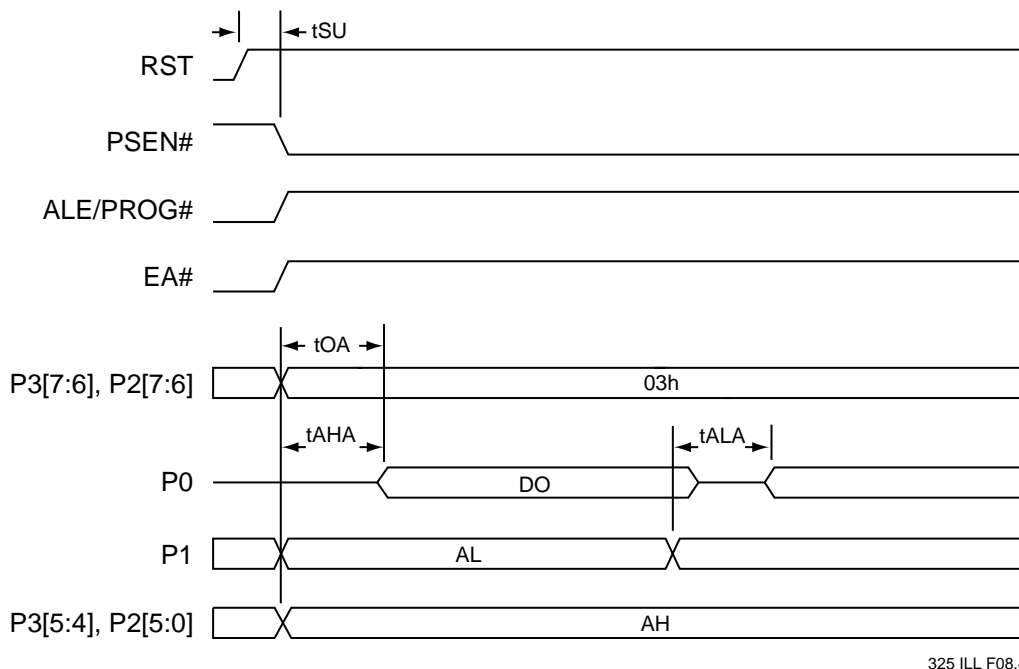 tSU
RST
PSEN#
ALE/PROG#
EA#
tOA
P3[7:6], P2[7:6]
03h
tAHA
tALA
P0
DO
P1
AL
P3[5:4], P2[5:0]
AH
325 ILL F08.